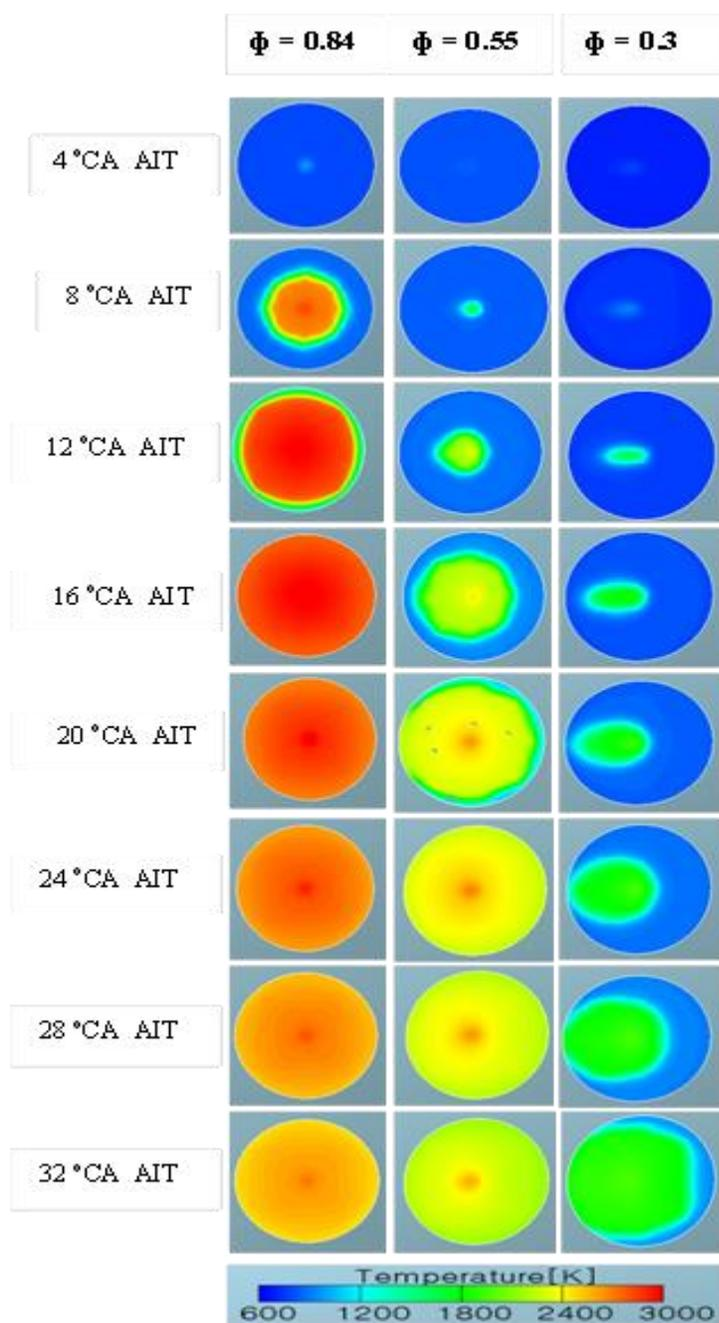 ϕ = 0.84 ϕ = 0.55 ϕ = 0.3
4 °CA AIT
8 °CA AIT
12 °CA AIT
16 °CA AIT
20 °CA AIT
24 °CA AIT
28 °CA AIT
32 °CA AIT
Temperature[K]
600 1200 1800 2400 3000